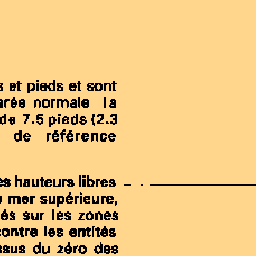 et pieds et sont
normale la
de 7.5 pieds (2.3
de référence
es hauteurs libres
mer supérieure,
és sur les zones
contre les entités
ssus du zéro des